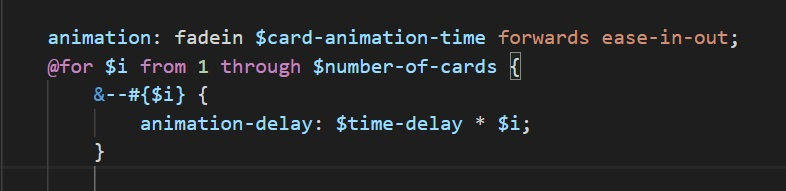 animation: fadein $card-animation-time forwards ease-in-out;
@for $i from 1 through $number-of-cards {
&--#{$i} {
animation-delay: $time-delay * $i;
}